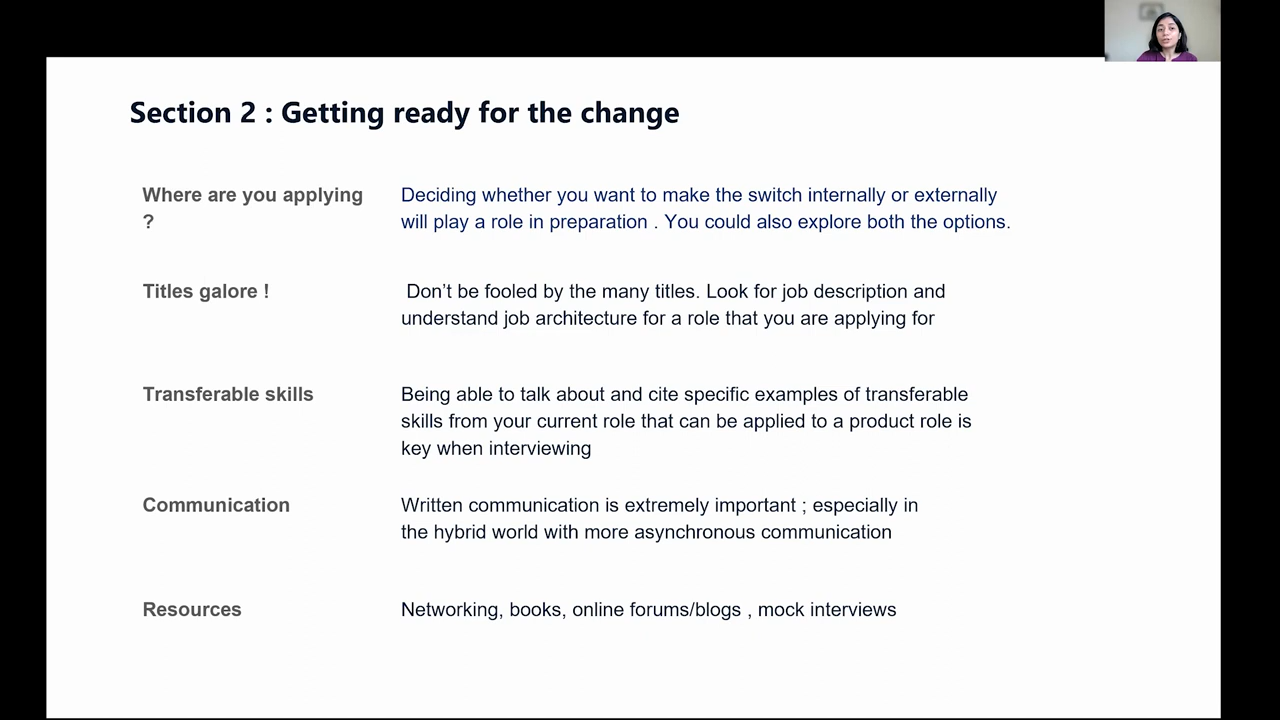 Section 2 : Getting ready for the change
Where are you applying
?
Deciding whether you want to make the switch internally or externally
will play a role in preparation . You could also explore both the options.
Titles galore !
Don’t be fooled by the many titles. Look for job description and
understand job architecture for a role that you are applying for
Transferable skills
Being able to talk about and cite specific examples of transferable
skills from your current role that can be applied to a product role is
key when interviewing
Communication
Written communication is extremely important ; especially in
the hybrid world with more asynchronous communication
Resources
Networking, books, online forums/blogs , mock interviews